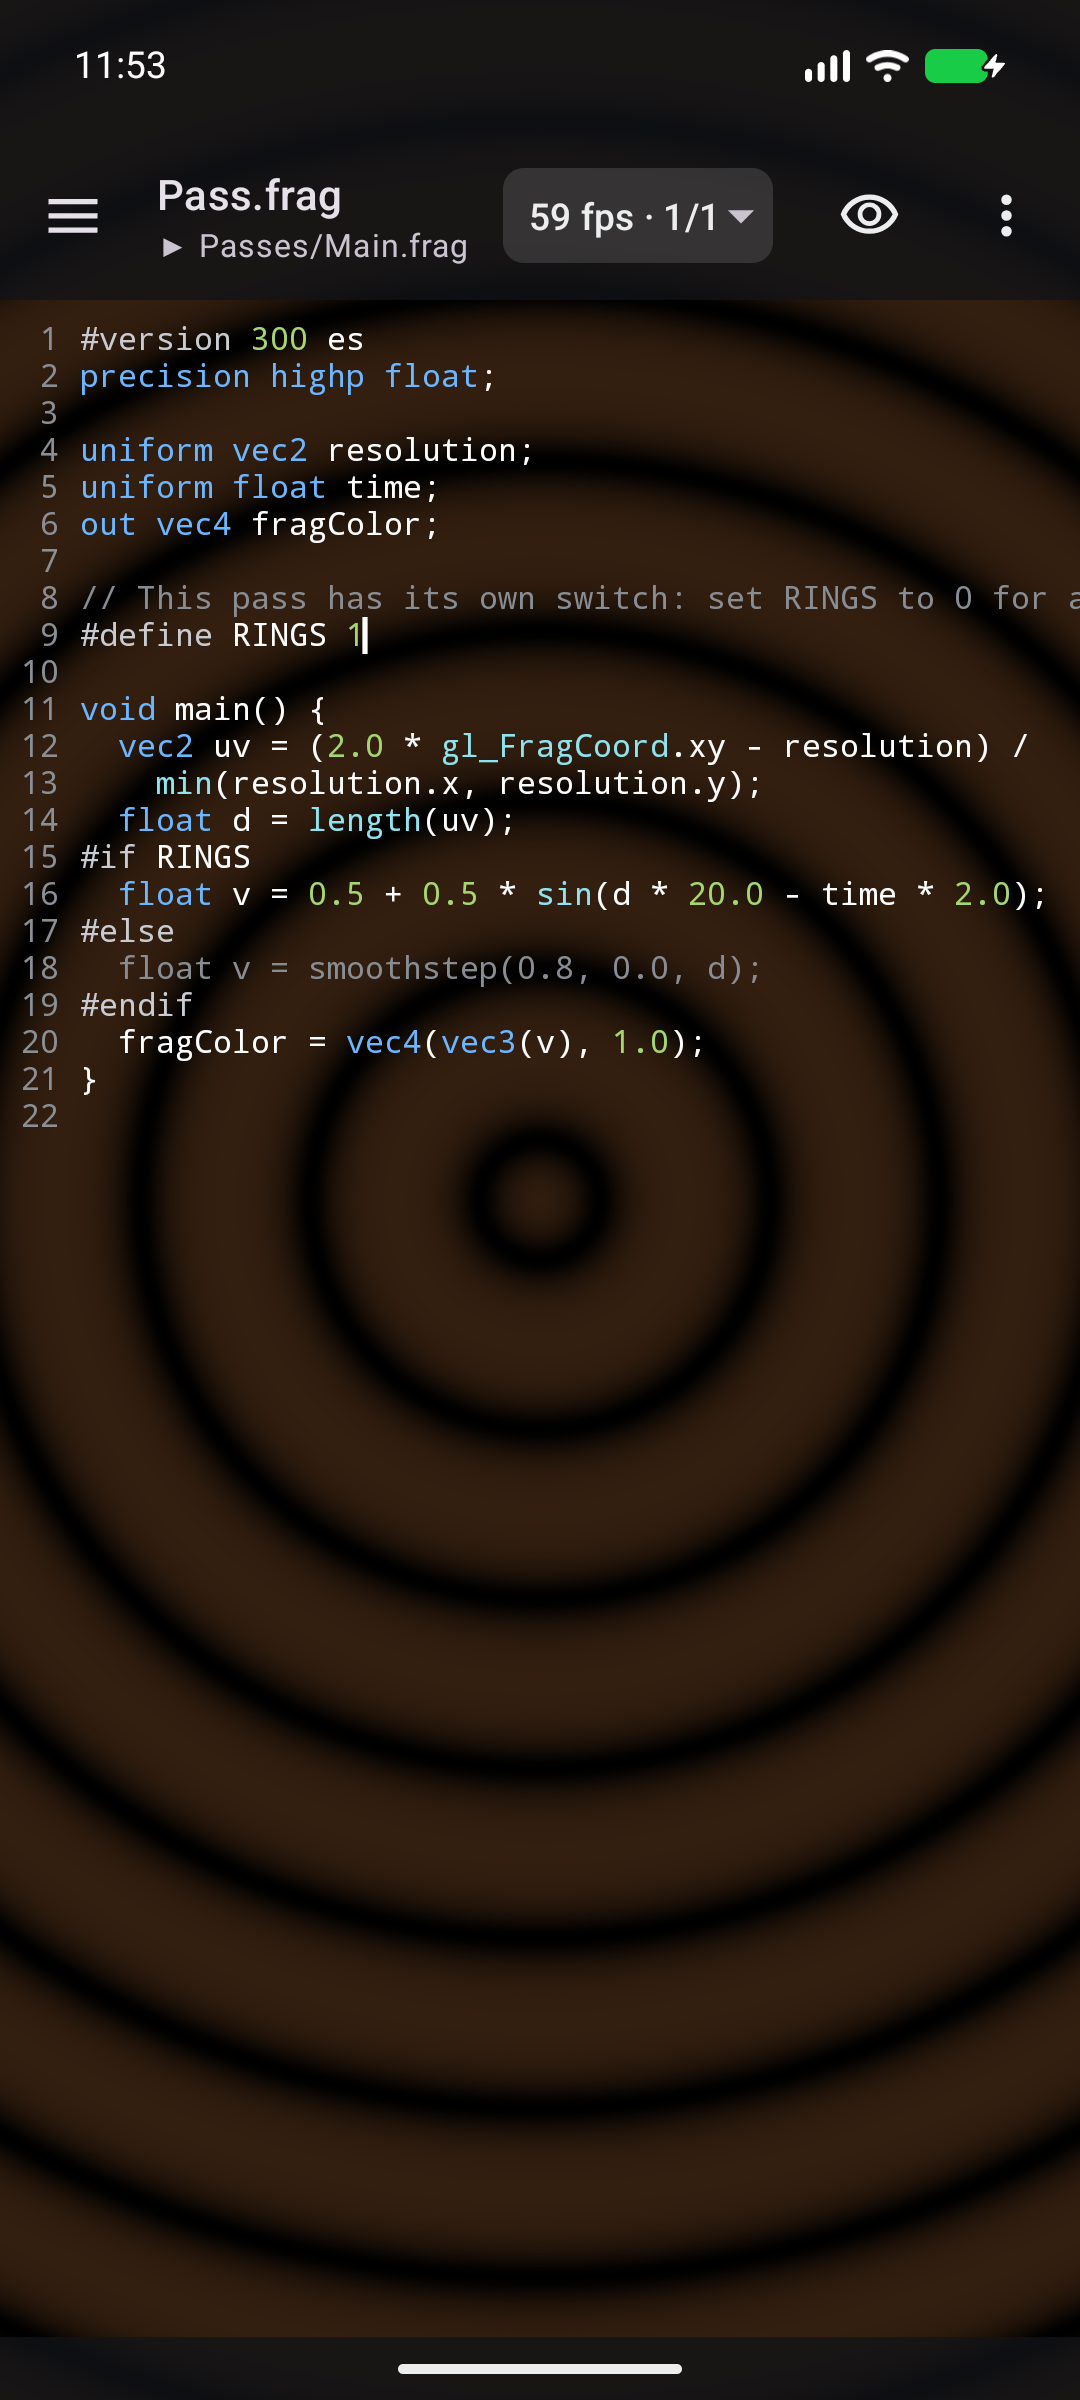 11:53
Pass.frag
► Passes/Main.frag
59 fps · 1/1
1 #version 300 es
2 precision highp float;
3
4 uniform vec2 resolution;
5 uniform float time;
6 out vec4 fragColor;
7
8 // This pass has its own switch: set RINGS to 0 for a
9 #define RINGS 1
10
11 void main() {
12   vec2 uv = (2.0 * gl_FragCoord.xy - resolution) /
13     min(resolution.x, resolution.y);
14   float d = length(uv);
15 #if RINGS
16   float v = 0.5 + 0.5 * sin(d * 20.0 - time * 2.0);
17 #else
18   float v = smoothstep(0.8, 0.0, d);
19 #endif
20   fragColor = vec4(vec3(v), 1.0);
21 }
22